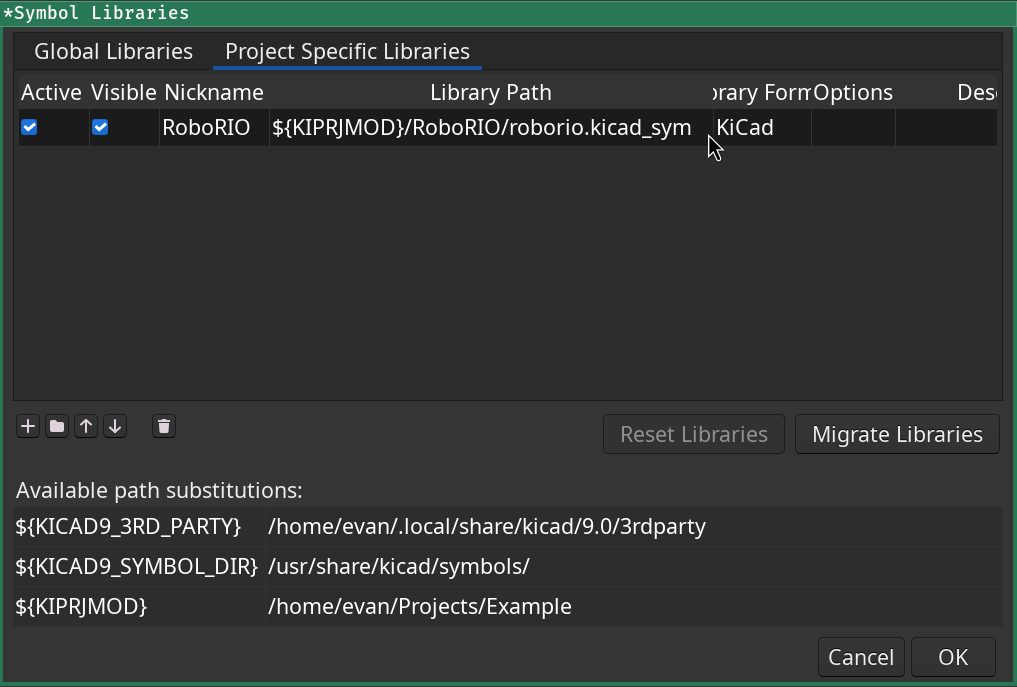 *Symbol Libraries
Global Libraries Project Specific Libraries
Active Visible Nickname Library Path brary Form Options Desc
RoboRIO ${KIPRJMOD}/RoboRIO/roborio.kicad_sym KiCad
Reset Libraries Migrate Libraries
Available path substitutions:
${KICAD9_3RD_PARTY} /home/evan/.local/share/kicad/9.0/3rdparty
${KICAD9_SYMBOL_DIR} /usr/share/kicad/symbols/
${KIPRJMOD} /home/evan/Projects/Example
Cancel OK